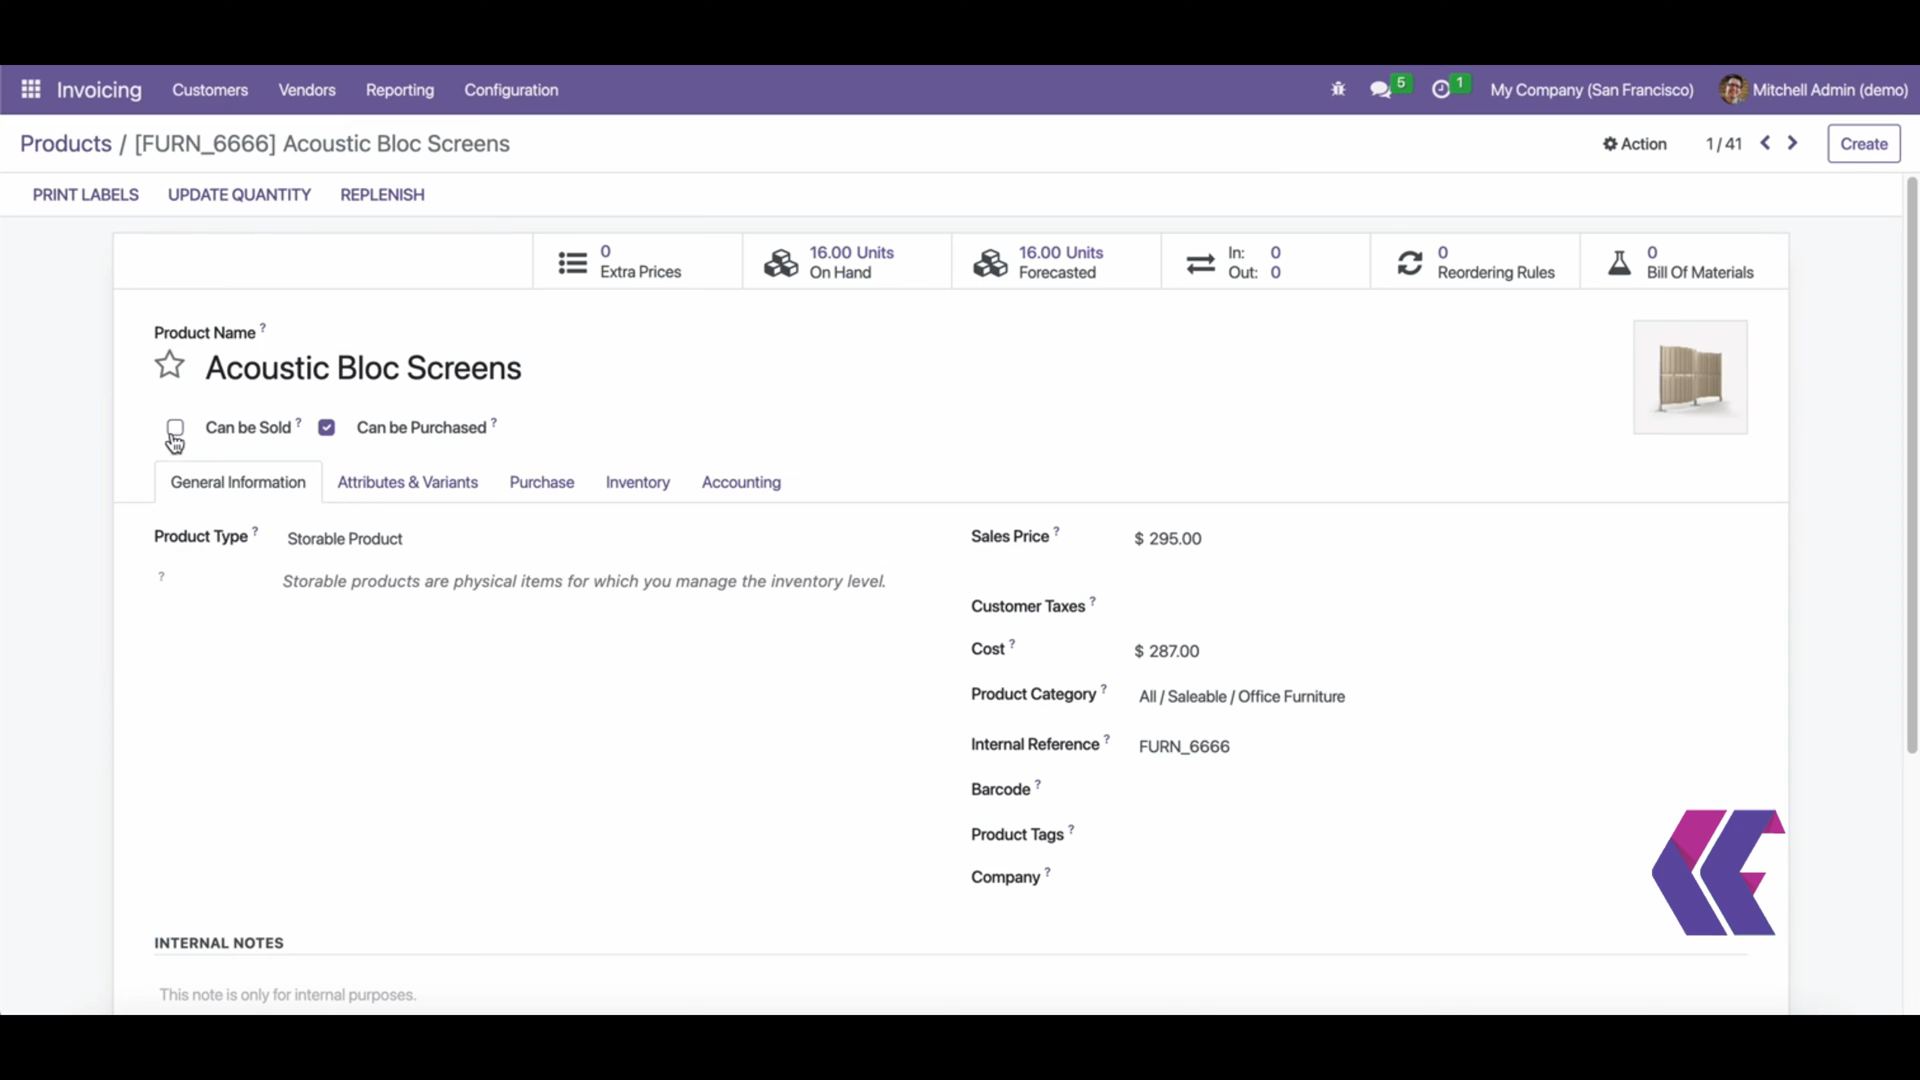 Invoicing Customers Vendors Reporting Configuration 5 1 My Company (San Francisco) Mitchell Admin (demo)
Products / [FURN_6666] Acoustic Bloc Screens Action 1 / 41 Create
PRINT LABELS UPDATE QUANTITY REPLENISH
0 Extra Prices
16.00 Units On Hand
16.00 Units Forecasted
In: 0
Out: 0
0 Reordering Rules
0 Bill Of Materials
Product Name ?
Acoustic Bloc Screens
Can be Sold ? Can be Purchased ?
General Information Attributes & Variants Purchase Inventory Accounting
Product Type ? Storable Product
? Storable products are physical items for which you manage the inventory level.
Sales Price ? $ 295.00
Customer Taxes ?
Cost ? $ 287.00
Product Category ? All / Saleable / Office Furniture
Internal Reference ? FURN_6666
Barcode ?
Product Tags ?
Company ?
INTERNAL NOTES
This note is only for internal purposes.